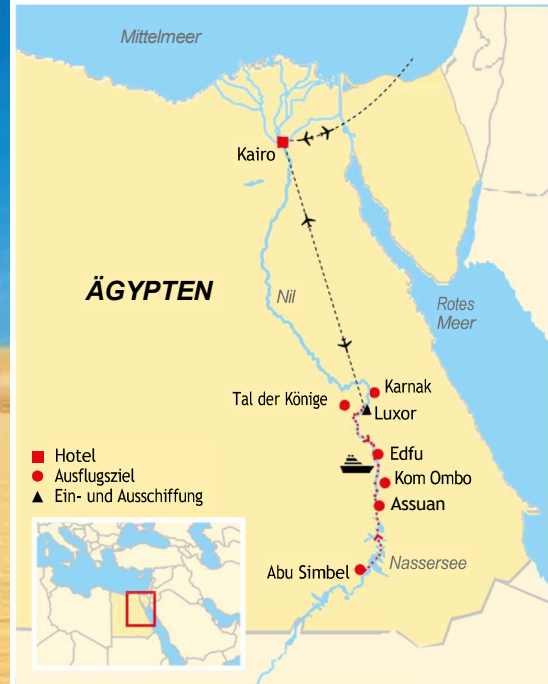 Mittelmeer
Kairo
ÄGYPTEN
Nil
Rotes
Meer
Karnak
Tal der Könige
Luxor
Edfu
Kom Ombo
Assuan
Nassersee
Abu Simbel
Hotel
Ausflugsziel
Ein- und Ausschiffung